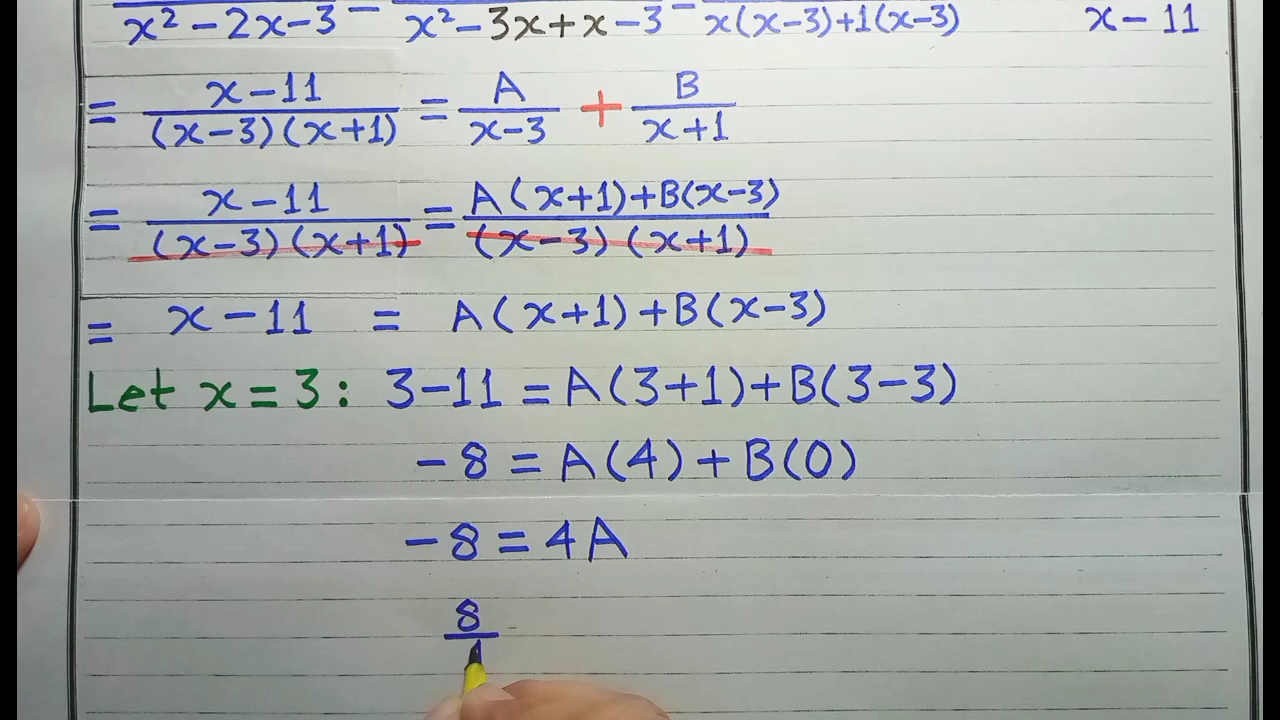 x² – 2x – 3 = x² – 3x + x – 3 = x(x – 3) + 1(x – 3) x – 11
= x – 11 / (x – 3)(x + 1) = A / x – 3 + B / x + 1
= x – 11 / (x – 3)(x + 1) = A(x + 1) + B(x – 3) / (x – 3)(x + 1)
= x – 11 = A(x + 1) + B(x – 3)
Let x = 3: 3 – 11 = A(3 + 1) + B(3 – 3)
– 8 = A(4) + B(0)
– 8 = 4A
8